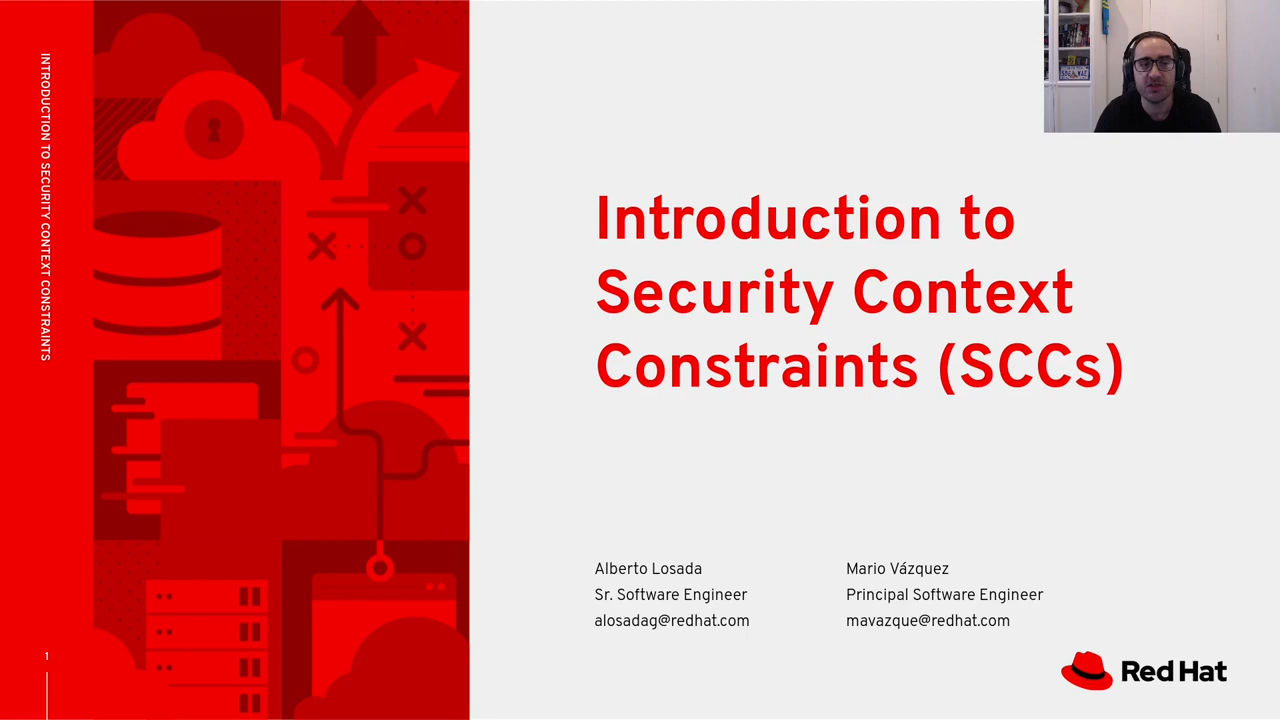 INTRODUCTION TO SECURITY CONTEXT CONSTRAINTS
Introduction to
Security Context
Constraints (SCCs)
Alberto Losada
Sr. Software Engineer
alosadag@redhat.com
Mario Vázquez
Principal Software Engineer
mavazque@redhat.com
1
Red Hat